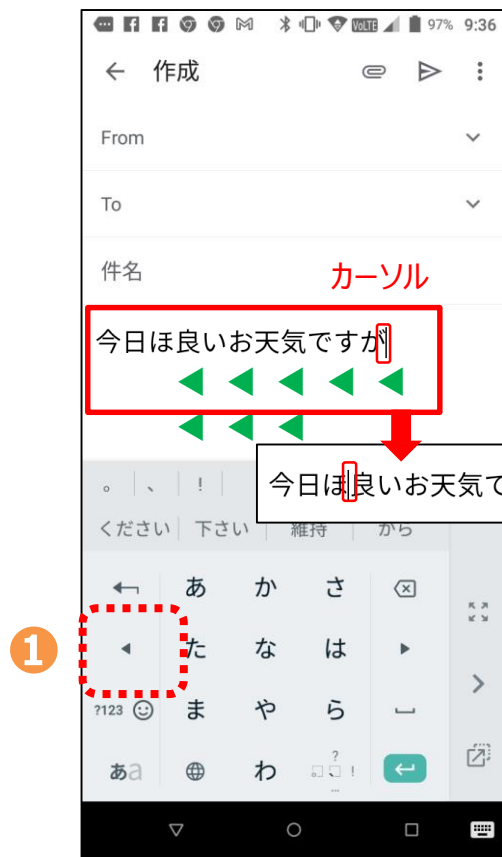 VoLTE 97% 9:36
作成
From
To
件名
カーソル
今日ほ良いお天気ですが
今日ほ良いお天気で
。 、 !
ください 下さい 維持 から
あ か さ
1
た な は
?123 ま や ら
あa わ ? !